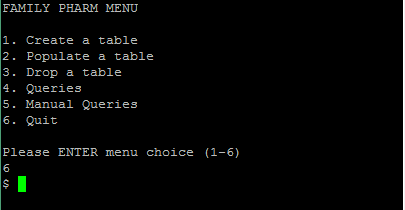 FAMILY PHARM MENU
1. Create a table
2. Populate a table
3. Drop a table
4. Queries
5. Manual Queries
6. Quit
Please ENTER menu choice (1-6)
6
$